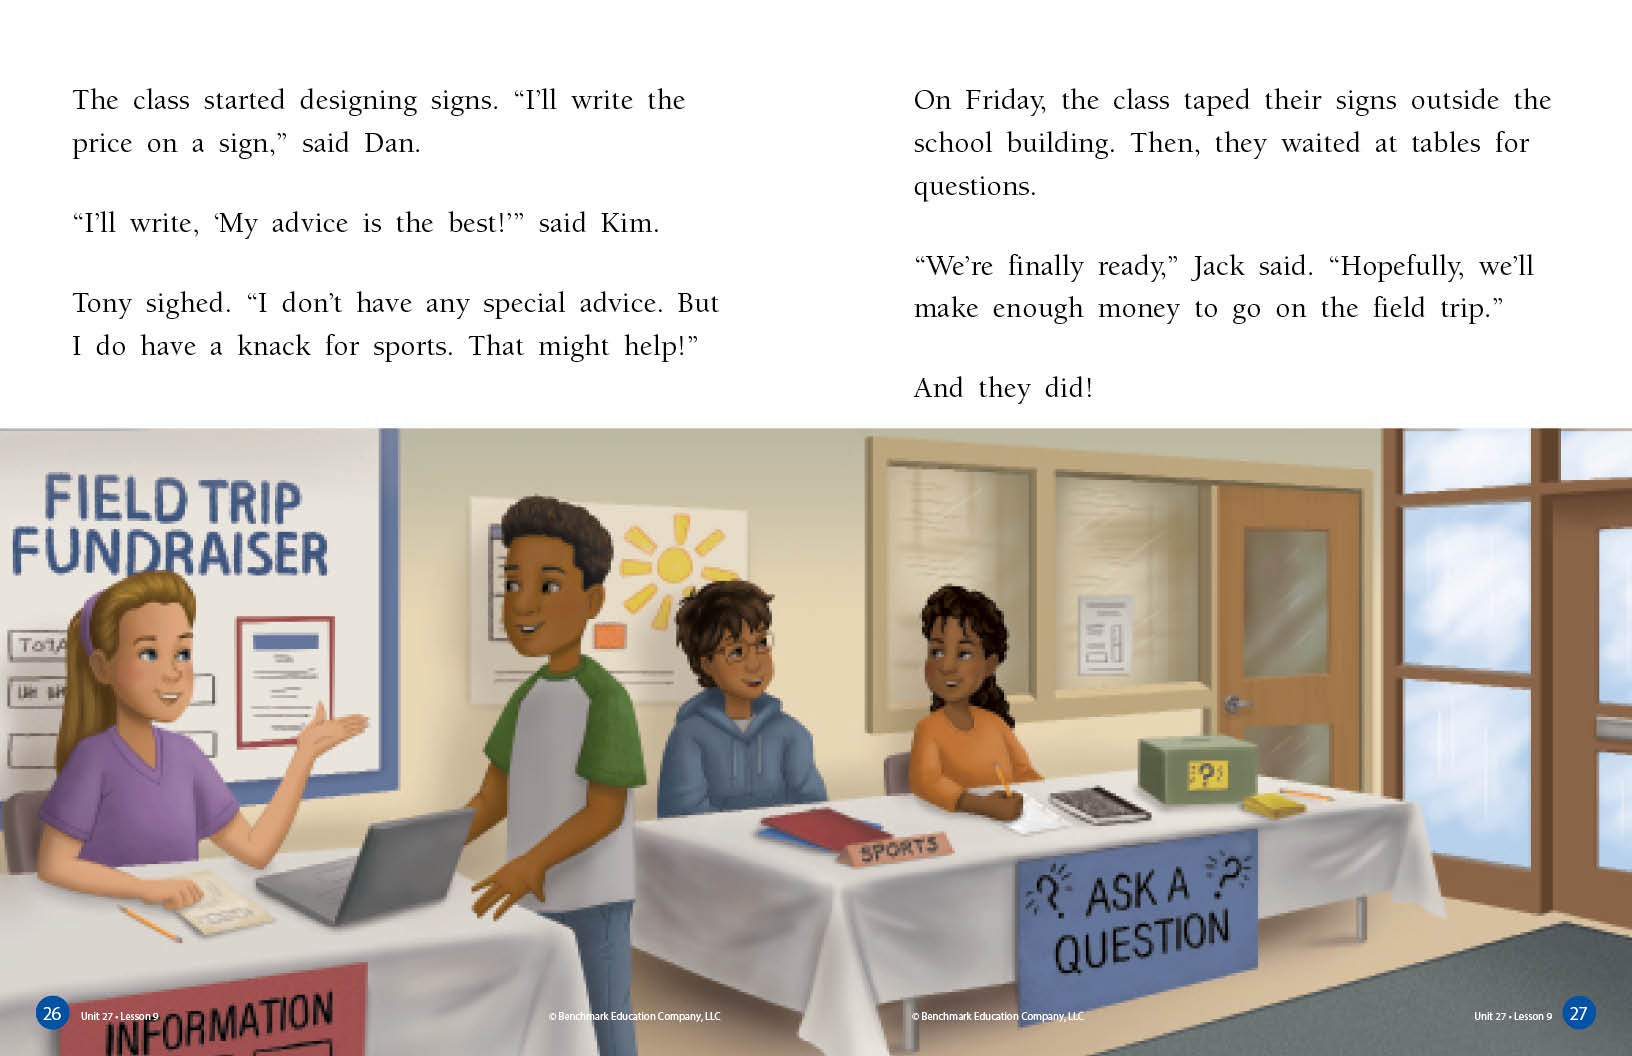 The class started designing signs. “I’ll write the
price on a sign,” said Dan.
“I’ll write, ‘My advice is the best!’” said Kim.
Tony sighed. “I don’t have any special advice. But
I do have a knack for sports. That might help!”
On Friday, the class taped their signs outside the
school building. Then, they waited at tables for
questions.
“We’re finally ready,” Jack said. “Hopefully, we’ll
make enough money to go on the field trip.”
And they did!
FIELD TRIP
FUNDRAISER
SPORTS
? ASK A ?
QUESTION
?
INFORMATION
26 Unit 27 • Lesson 9
© Benchmark Education Company, LLC
© Benchmark Education Company, LLC
Unit 27 • Lesson 9 27